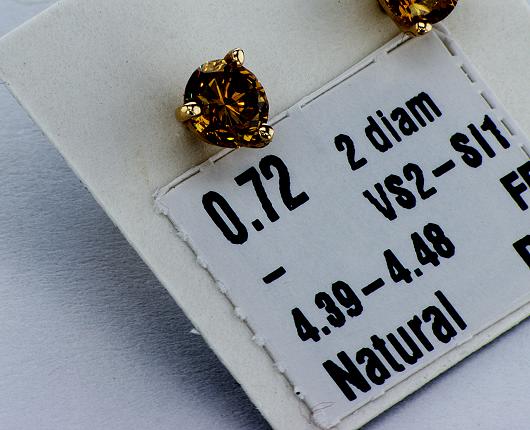 0.72 2 diam
– VS2–SI1
4.39–4.48
Natural